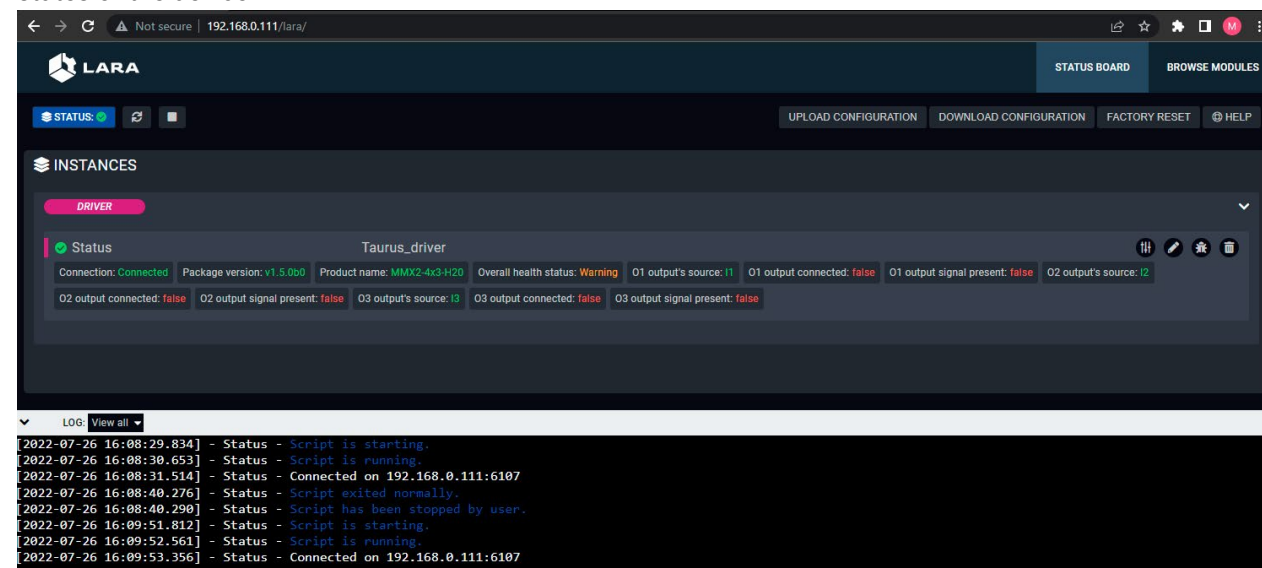 Not secure | 192.168.0.111/lara/
M
LARA
STATUS BOARD
BROWSE MODULES
STATUS:
UPLOAD CONFIGURATION
DOWNLOAD CONFIGURATION
FACTORY RESET
HELP
INSTANCES
DRIVER
Status
Taurus_driver
Connection: Connected
Package version: v1.5.0b0
Product name: MMX2-4x3-H20
Overall health status: Warning
O1 output's source: I1
O1 output connected: false
O1 output signal present: false
O2 output's source: I2
O2 output connected: false
O2 output signal present: false
O3 output's source: I3
O3 output connected: false
O3 output signal present: false
LOG: View all
[2022-07-26 16:08:29.834] - Status - Script is starting.
[2022-07-26 16:08:30.653] - Status - Script is running.
[2022-07-26 16:08:31.514] - Status - Connected on 192.168.0.111:6107
[2022-07-26 16:08:40.276] - Status - Script exited normally.
[2022-07-26 16:08:40.290] - Status - Script has been stopped by user.
[2022-07-26 16:09:51.812] - Status - Script is starting.
[2022-07-26 16:09:52.561] - Status - Script is running.
[2022-07-26 16:09:53.356] - Status - Connected on 192.168.0.111:6107